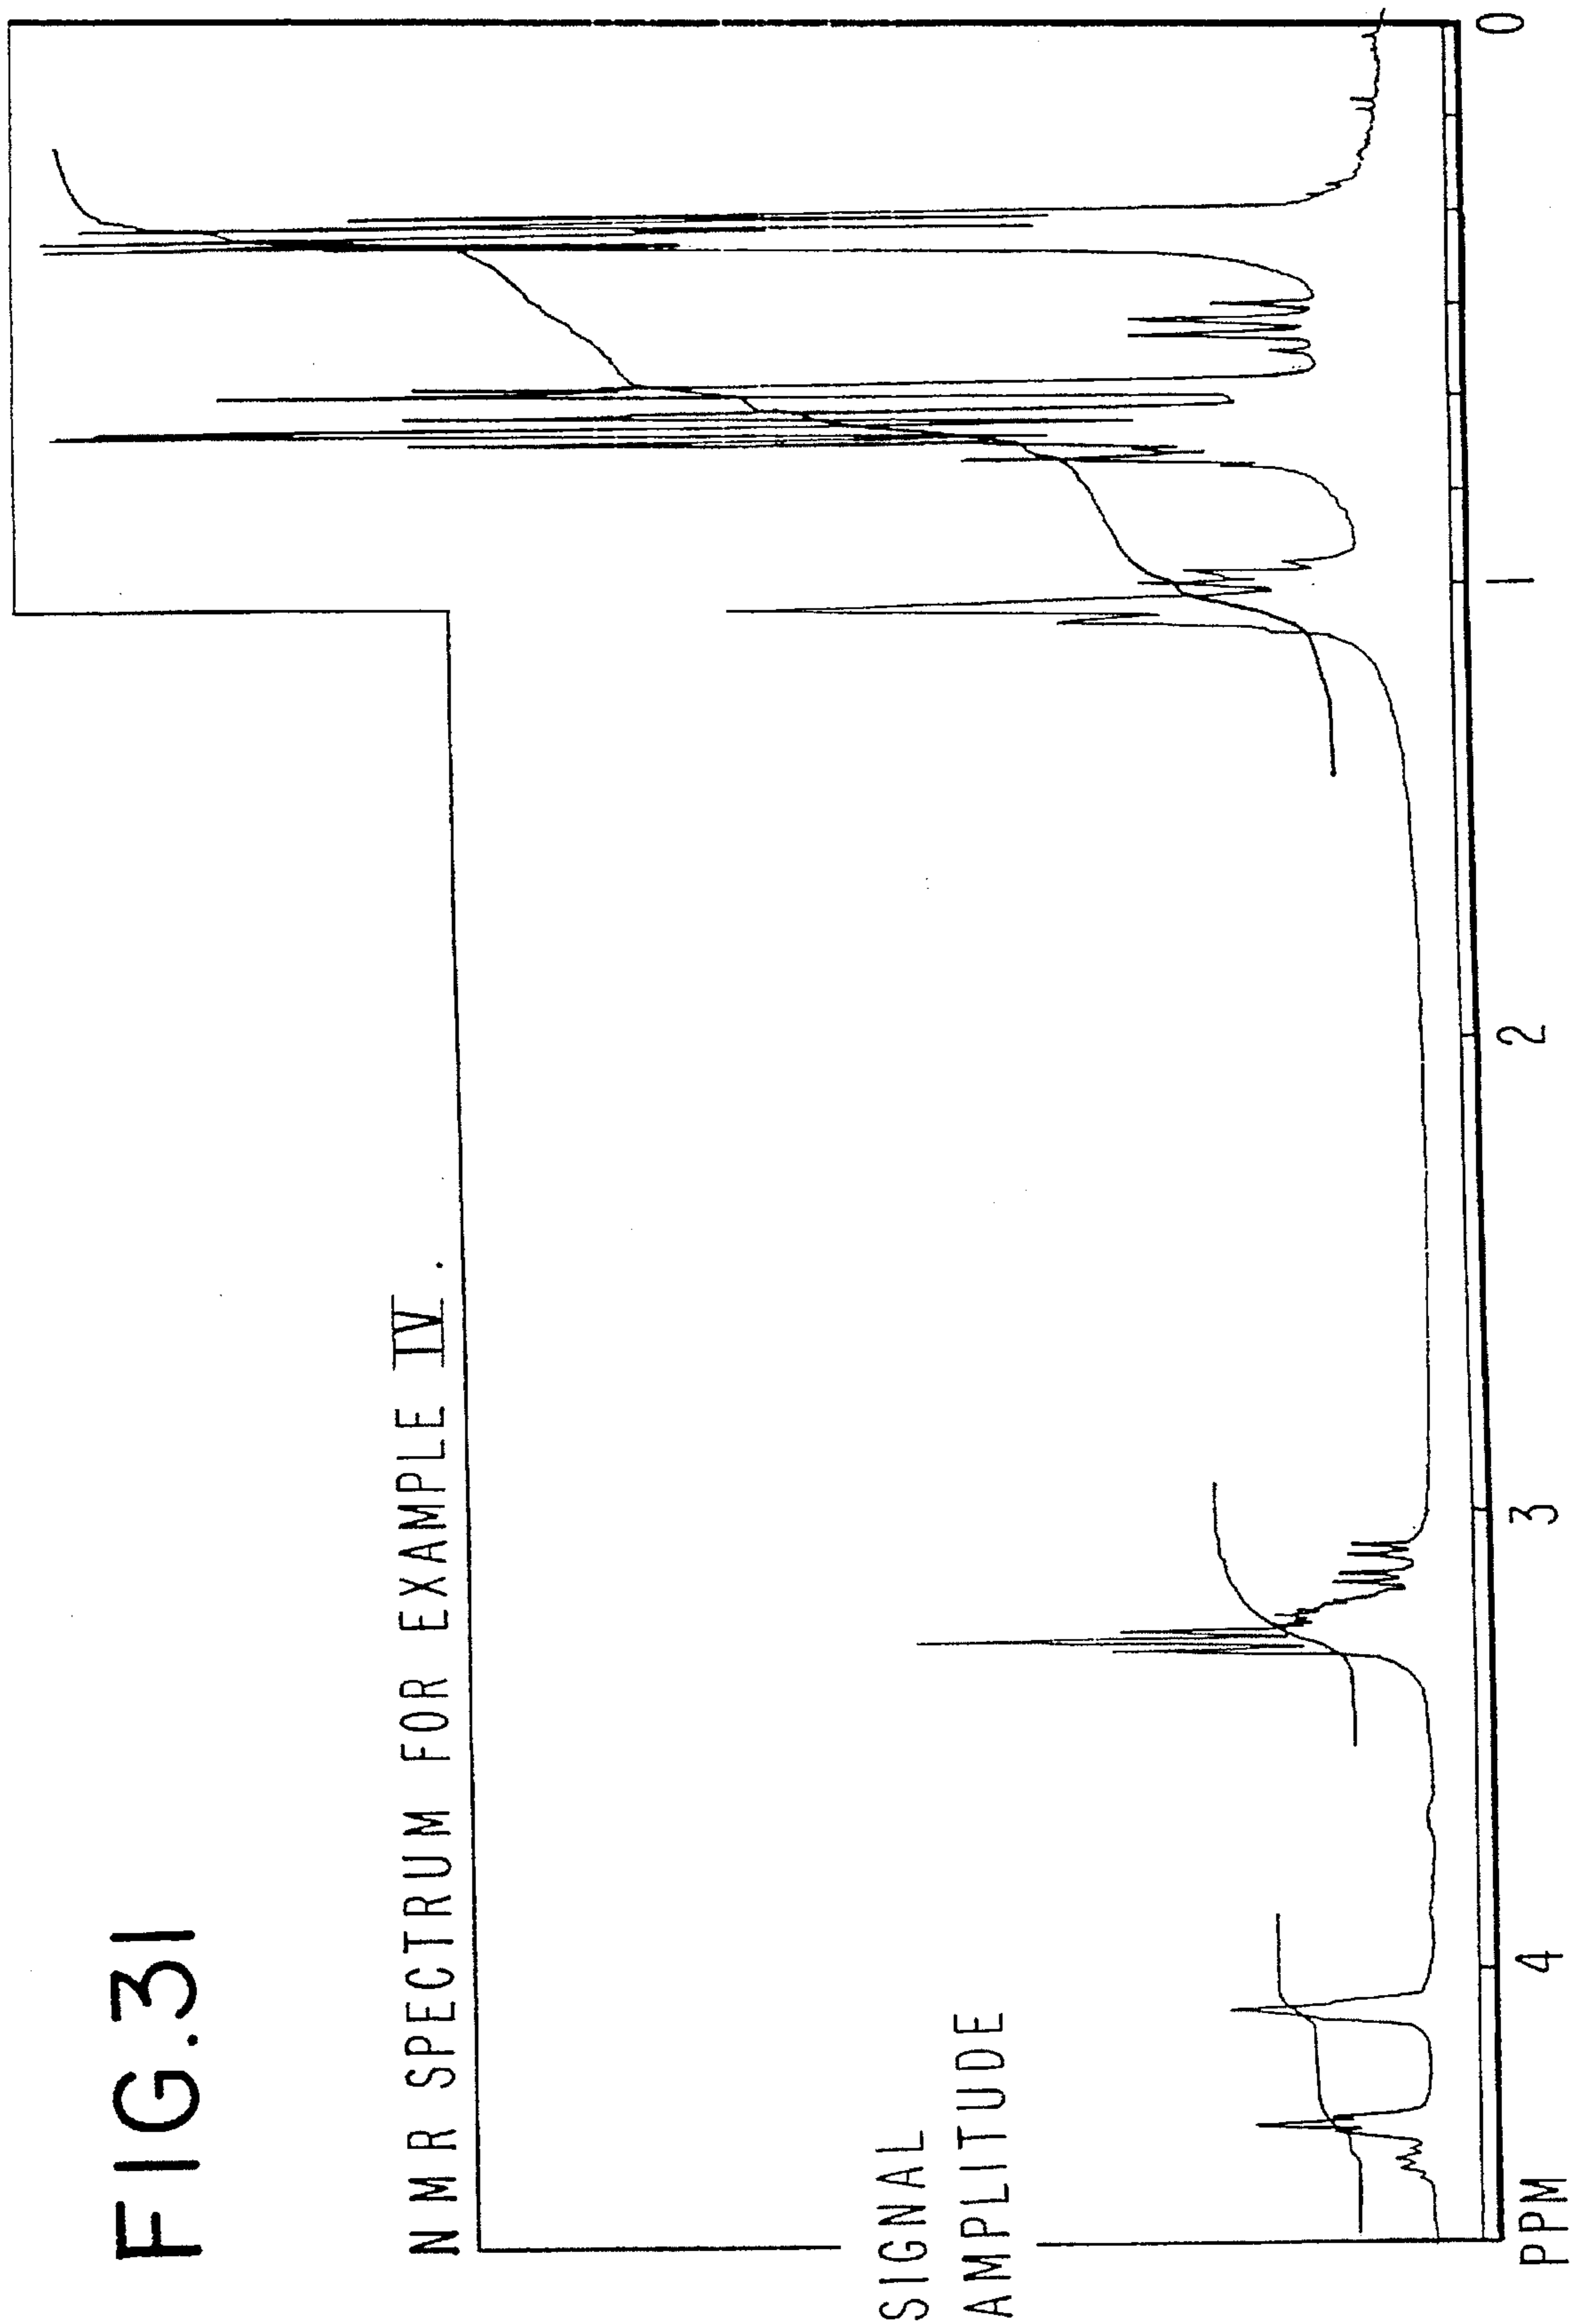 FIG.31
NMR SPECTRUM FOR EXAMPLE IV.
SIGNAL
AMPLITUDE
PPM 4 3 2 1 0